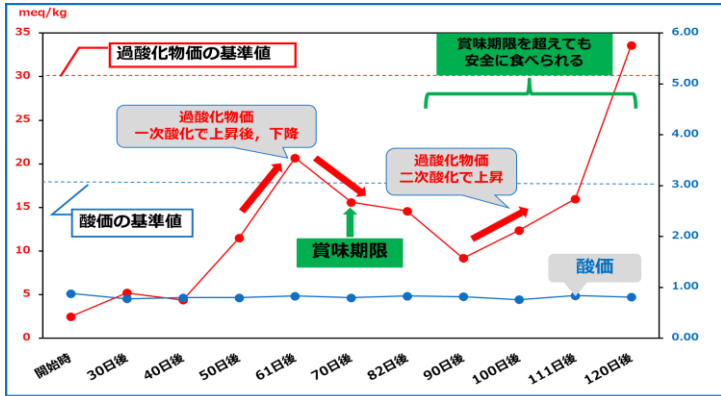 meq/kg
35
30
25
20
15
10
5
0
6.00
5.00
4.00
3.00
2.00
1.00
0.00
過酸化物価の基準値
賞味期限を超えても
安全に食べられる
過酸化物価
一次酸化で上昇後，下降
過酸化物価
二次酸化で上昇
酸価の基準値
賞味期限
酸価
開始時
30日後
40日後
50日後
61日後
70日後
82日後
90日後
100日後
111日後
120日後